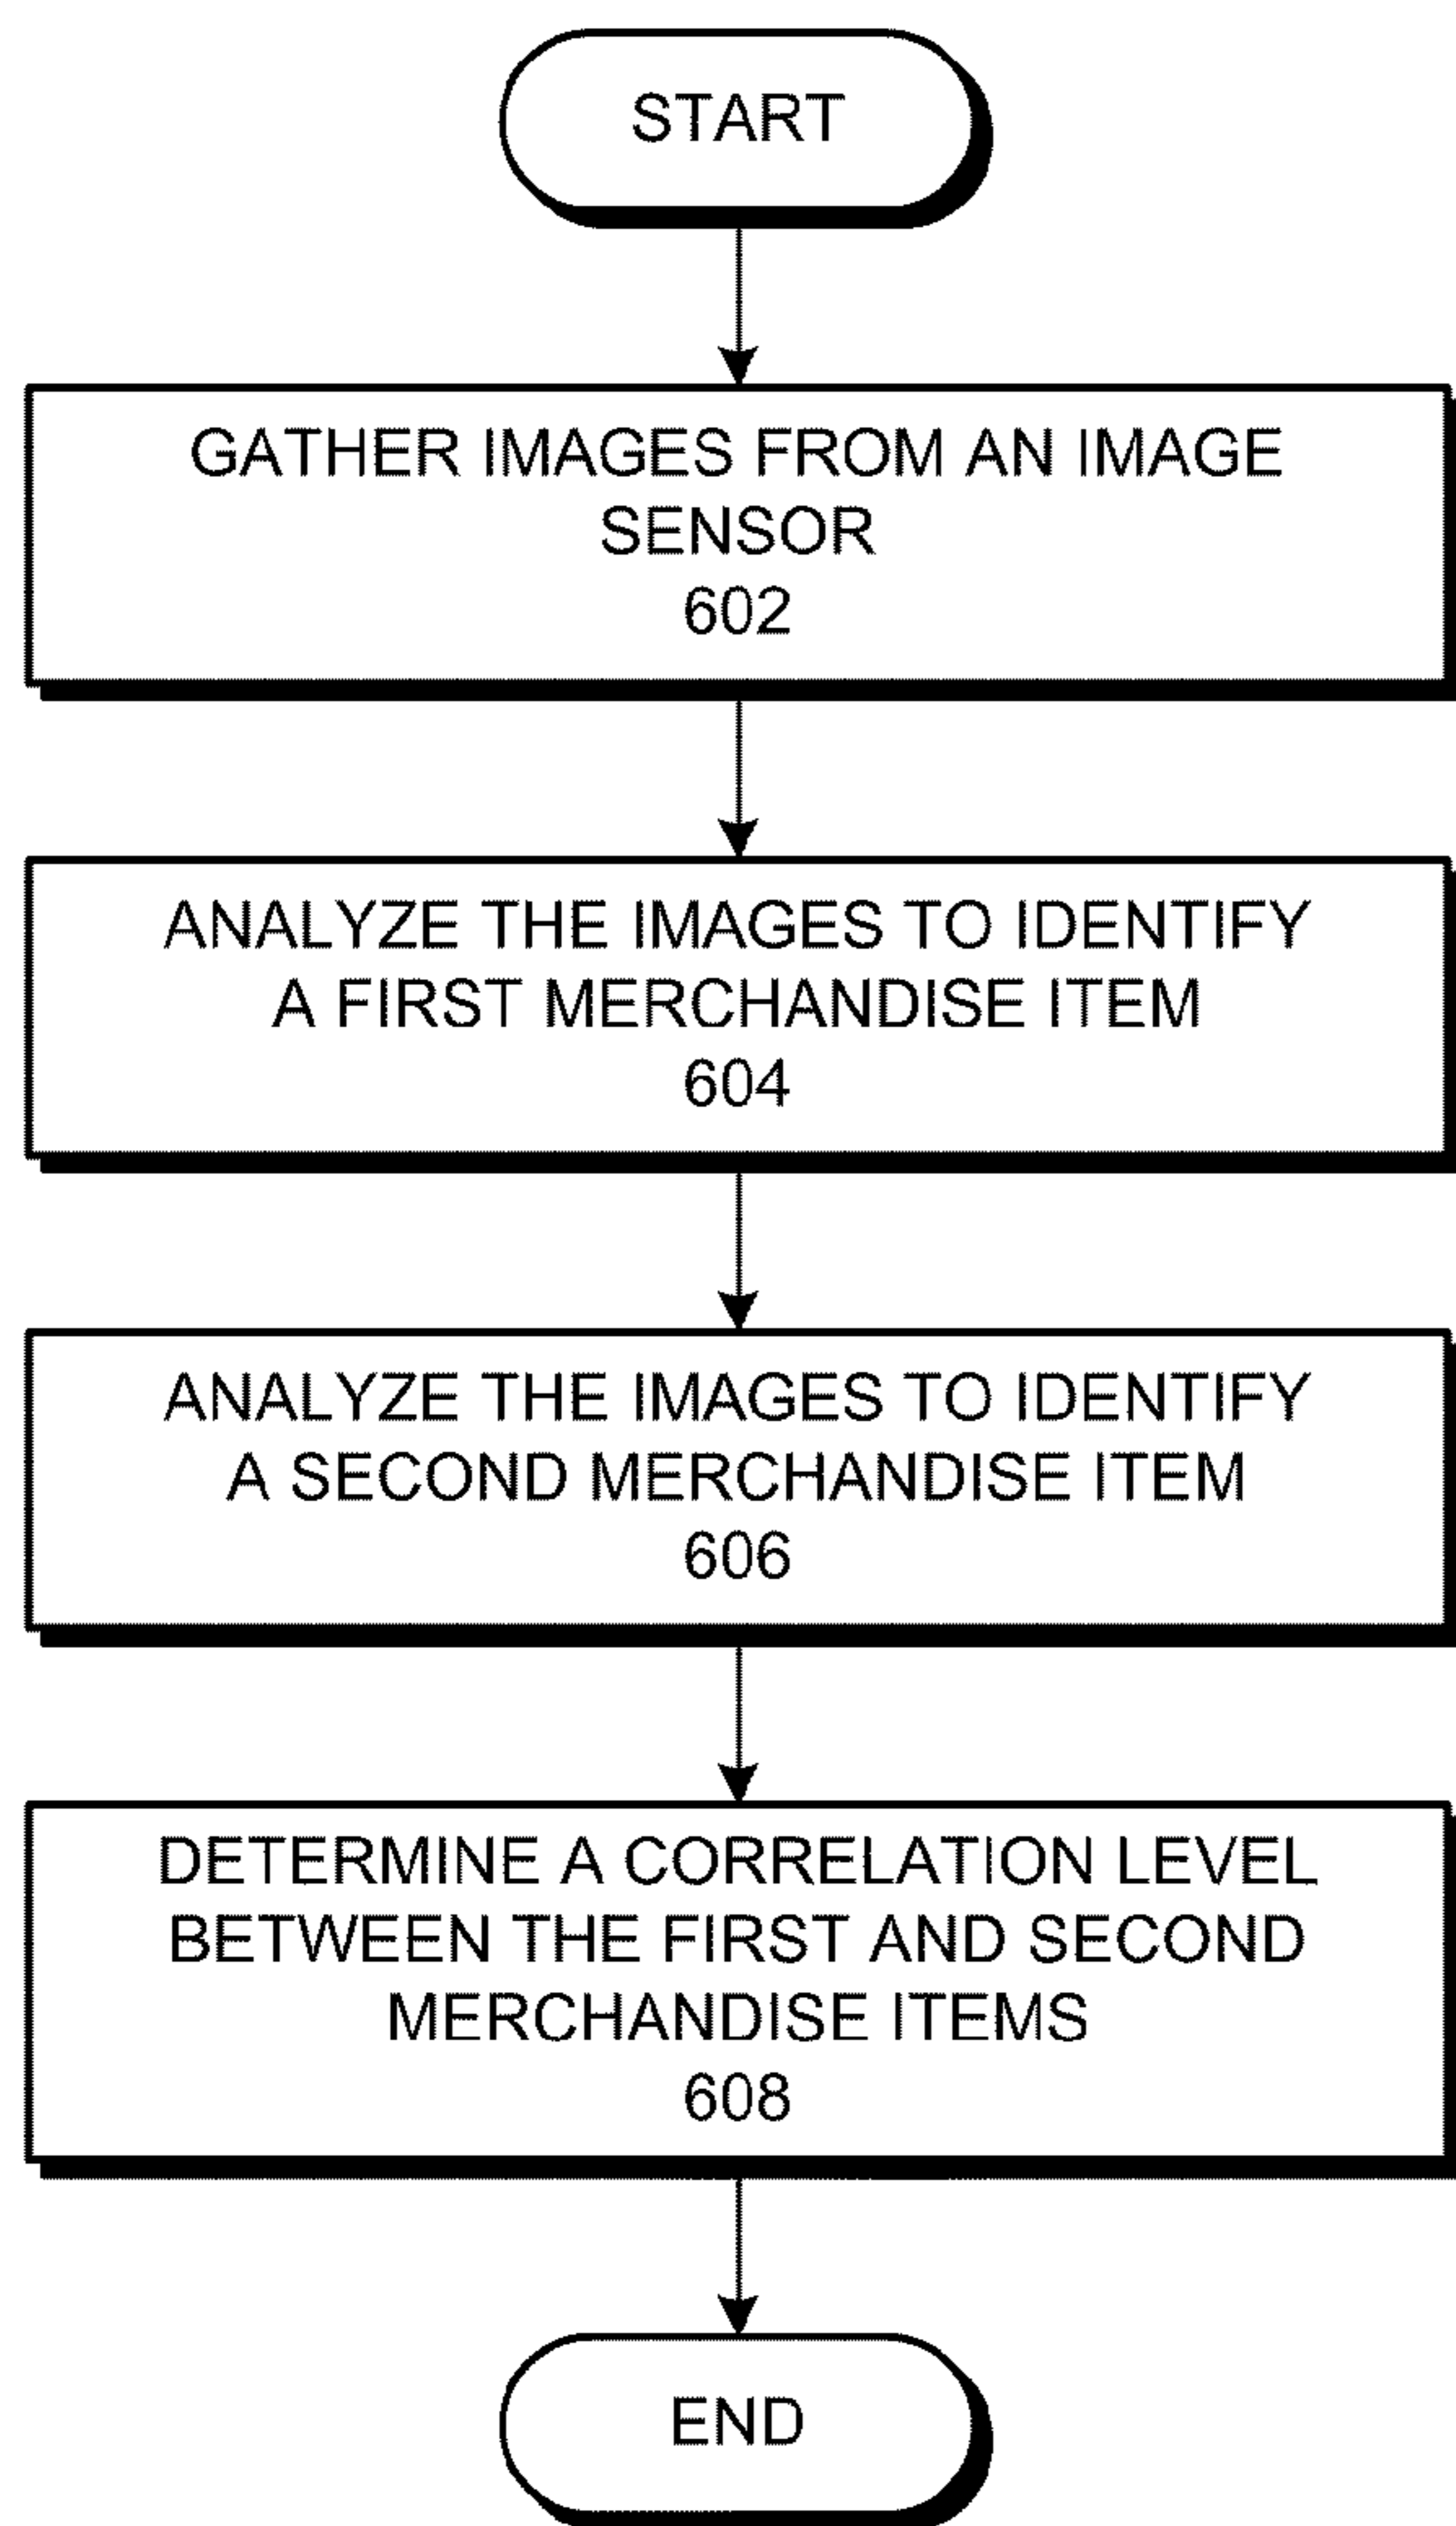 START
GATHER IMAGES FROM AN IMAGE
SENSOR
602
ANALYZE THE IMAGES TO IDENTIFY
A FIRST MERCHANDISE ITEM
604
ANALYZE THE IMAGES TO IDENTIFY
A SECOND MERCHANDISE ITEM
606
DETERMINE A CORRELATION LEVEL
BETWEEN THE FIRST AND SECOND
MERCHANDISE ITEMS
608
END